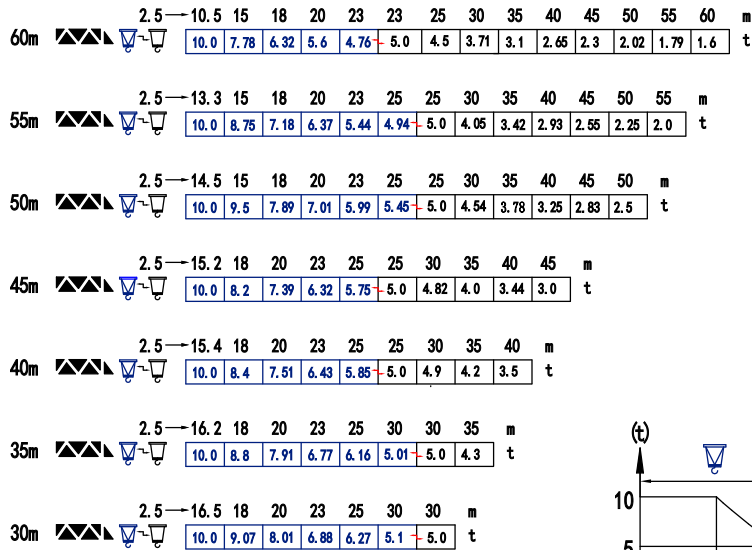 2.5 10.5 15 18 20 23 23 25 30 35 40 45 50 55 60 m
60m 10.0 7.78 6.32 5.6 4.76 5.0 4.5 3.71 3.1 2.65 2.3 2.02 1.79 1.6 t
2.5 13.3 15 18 20 23 25 25 30 35 40 45 50 55 m
55m 10.0 8.75 7.18 6.37 5.44 4.94 5.0 4.05 3.42 2.93 2.55 2.25 2.0 t
2.5 14.5 15 18 20 23 25 25 30 35 40 45 50 m
50m 10.0 9.5 7.89 7.01 5.99 5.45 5.0 4.54 3.78 3.25 2.83 2.5 t
2.5 15.2 18 20 23 25 25 30 35 40 45 m
45m 10.0 8.2 7.39 6.32 5.75 5.0 4.82 4.0 3.44 3.0 t
2.5 15.4 18 20 23 25 25 30 35 40 m
40m 10.0 8.4 7.51 6.43 5.85 5.0 4.9 4.2 3.5 t
2.5 16.2 18 20 23 25 30 30 35 m
35m 10.0 8.8 7.91 6.77 6.16 5.01 5.0 4.3 t
2.5 16.5 18 20 23 25 30 30 m
30m 10.0 9.07 8.01 6.88 6.27 5.1 5.0 t
(t)
10
5